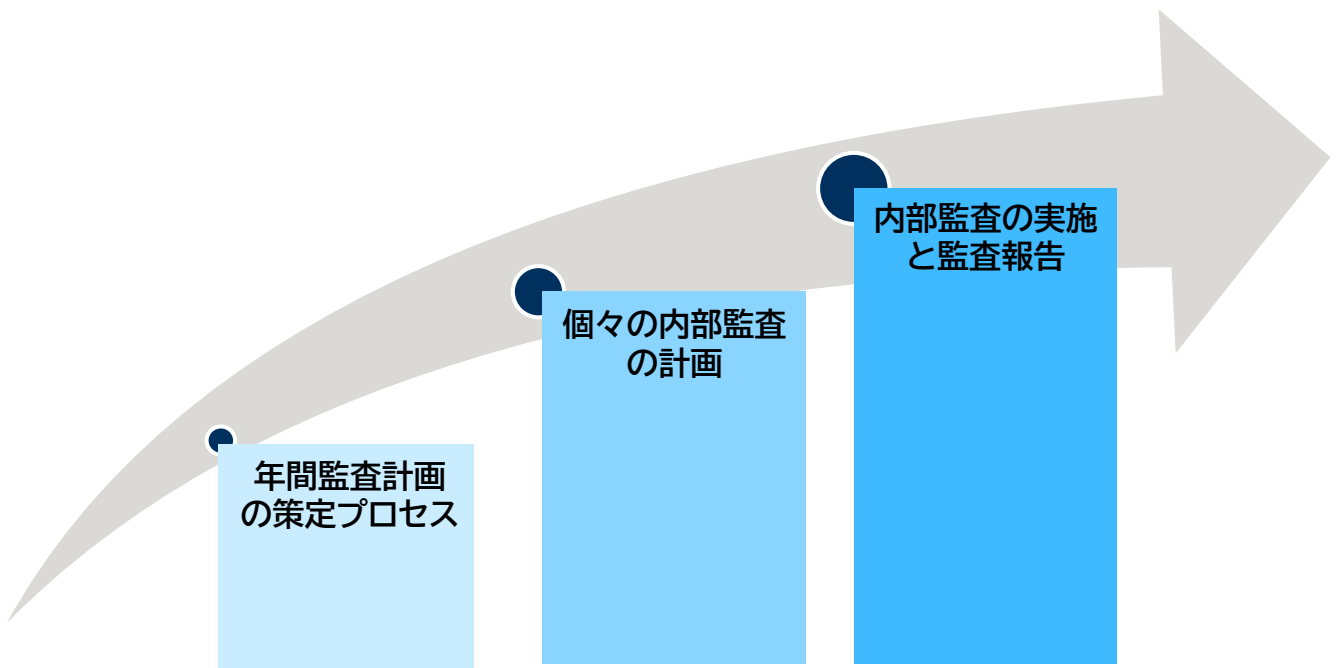 年間監査計画
の策定プロセス
個々の内部監査
の計画
内部監査の実施
と監査報告